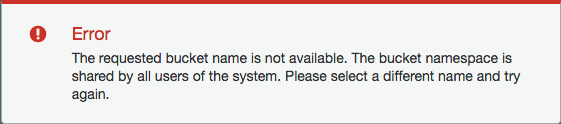 Error
The requested bucket name is not available. The bucket namespace is
shared by all users of the system. Please select a different name and try
again.